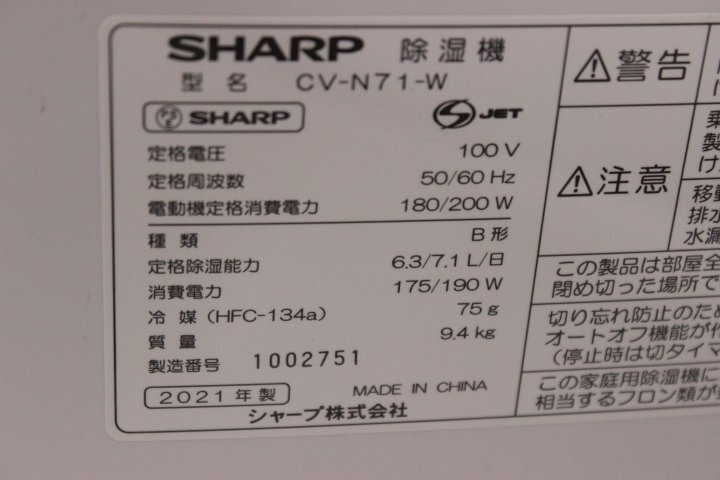 SHARP 除湿機
型 名 CV-N71-W
SHARP
JET
定格電圧 100 V
定格周波数 50/60 Hz
電動機定格消費電力 180/200 W
種 類 B 形
定格除湿能力 6.3/7.1 L/日
消費電力 175/190 W
冷 媒 (HFC-134a) 75 g
質 量 9.4 kg
製造番号 1002751
2021 年 製 MADE IN CHINA
シャープ株式会社
警告
注意
乗
製
け
移動
排水
水漏
この製品は部屋全
閉め切った場所で
切り忘れ防止のため
オートオフ機能が作
(停止時は切タイマ
この家庭用除湿機に
相当するフロン類が